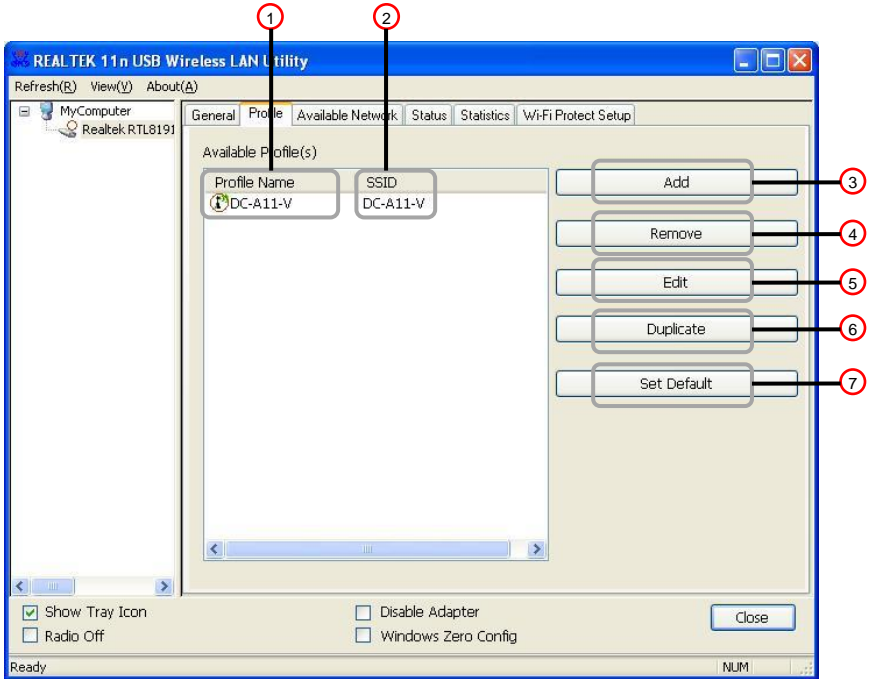 1 2
REALTEK 11n USB Wireless LAN Utility
Refresh(R) View(V) About(A)
MyComputer
Realtek RTL8191
General Profile Available Network Status Statistics Wi-Fi Protect Setup
Available Profile(s)
Profile Name SSID
DC-A11-V DC-A11-V
Add 3
Remove 4
Edit 5
Duplicate 6
Set Default 7
Show Tray Icon Disable Adapter Close
Radio Off Windows Zero Config
Ready NUM